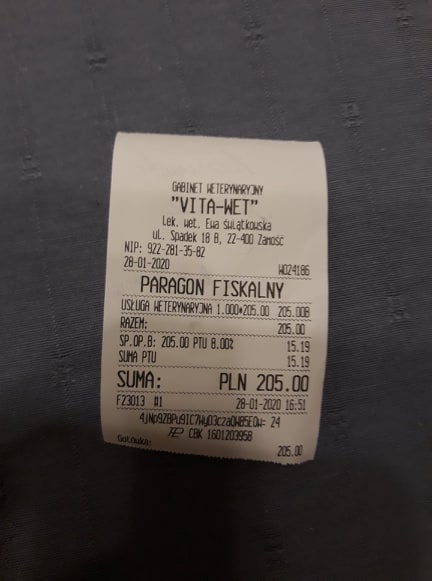 GABINET WETERYNARYJNY
"VITA-WET"
Lek. wet. Ewa Świątkowska
ul. Spadek 18 B, 22-400 Zamość
NIP: 922-281-35-82
28-01-2020 W024186
PARAGON FISKALNY
USŁUGA WETERYNARYJNA 1.000*205.00 205.00B
RAZEM: 205.00
SP.OP.B: 205.00 PTU 8.00% 15.19
SUMA PTU 15.19
SUMA: PLN 205.00
F23013 #1 28-01-2020 16:51
CBK 1601203958
Gotówka: 205.00